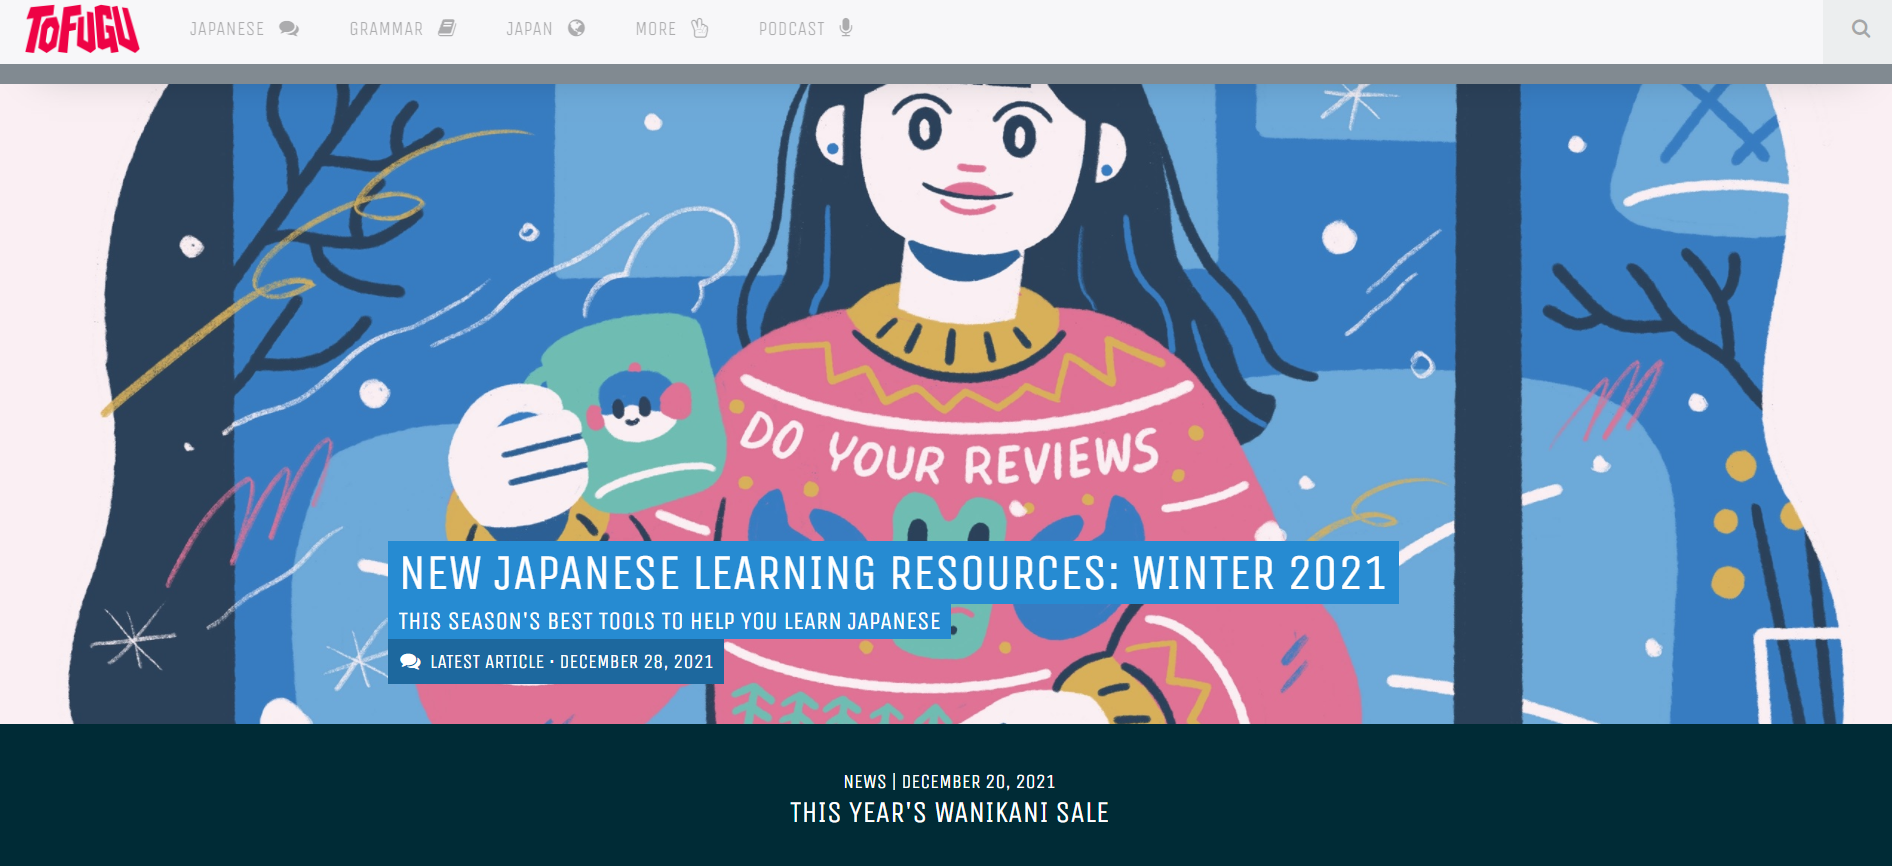 TOFUGU
JAPANESE
GRAMMAR
JAPAN
MORE
PODCAST
DO YOUR REVIEWS
NEW JAPANESE LEARNING RESOURCES: WINTER 2021
THIS SEASON'S BEST TOOLS TO HELP YOU LEARN JAPANESE
LATEST ARTICLE · DECEMBER 28, 2021
NEWS | DECEMBER 20, 2021
THIS YEAR'S WANIKANI SALE